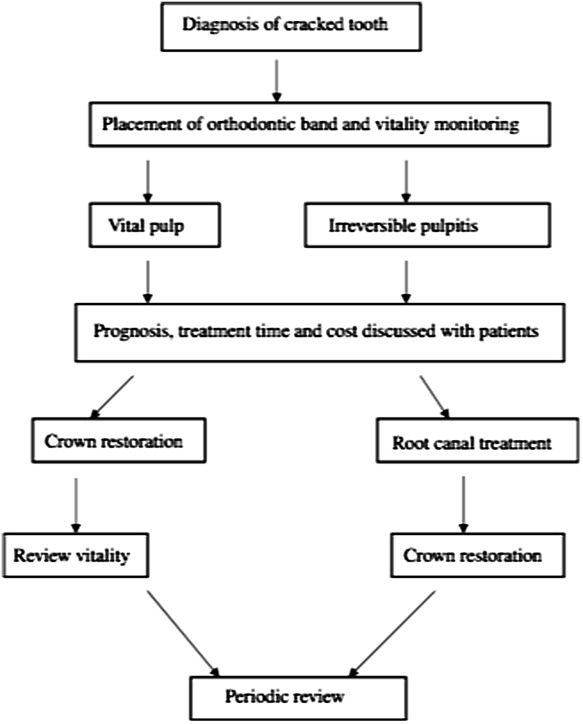 Diagnosis of cracked tooth
Placement of orthodontic band and vitality monitoring
Vital pulp
Irreversible pulpitis
Prognosis, treatment time and cost discussed with patients
Crown restoration
Root canal treatment
Review vitality
Crown restoration
Periodic review